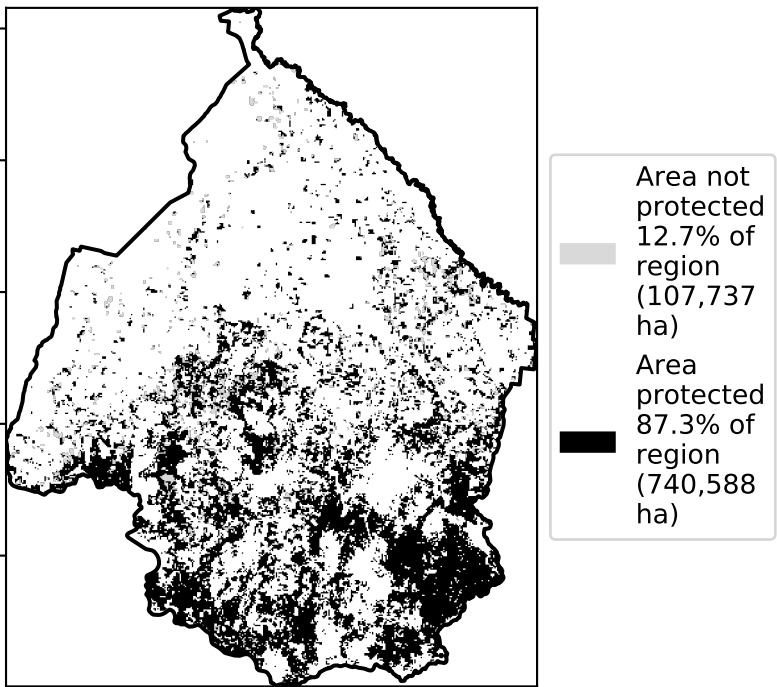 Area not
protected
12.7% of
region
(107,737
ha)
Area
protected
87.3% of
region
(740,588
ha)